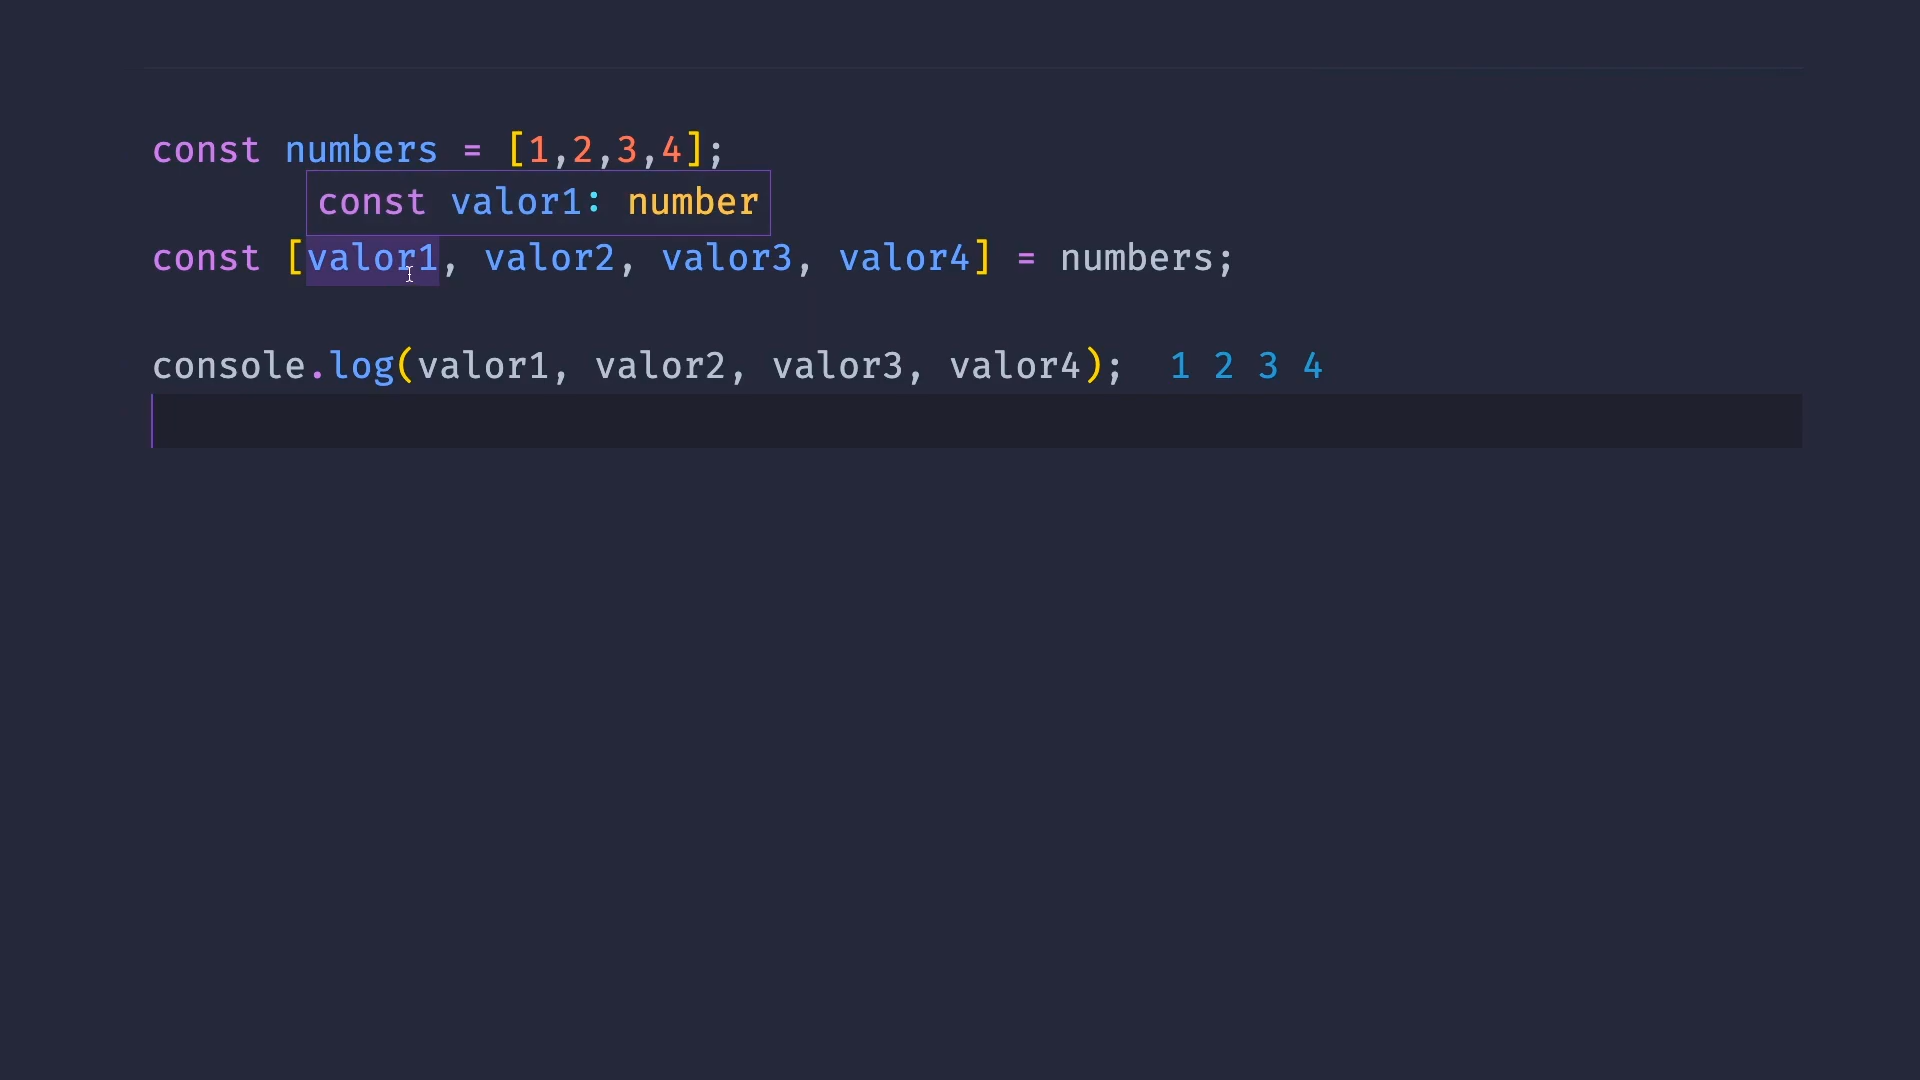 const numbers = [1,2,3,4];
const valor1: number
const [valor1, valor2, valor3, valor4] = numbers;
console.log(valor1, valor2, valor3, valor4); 1 2 3 4